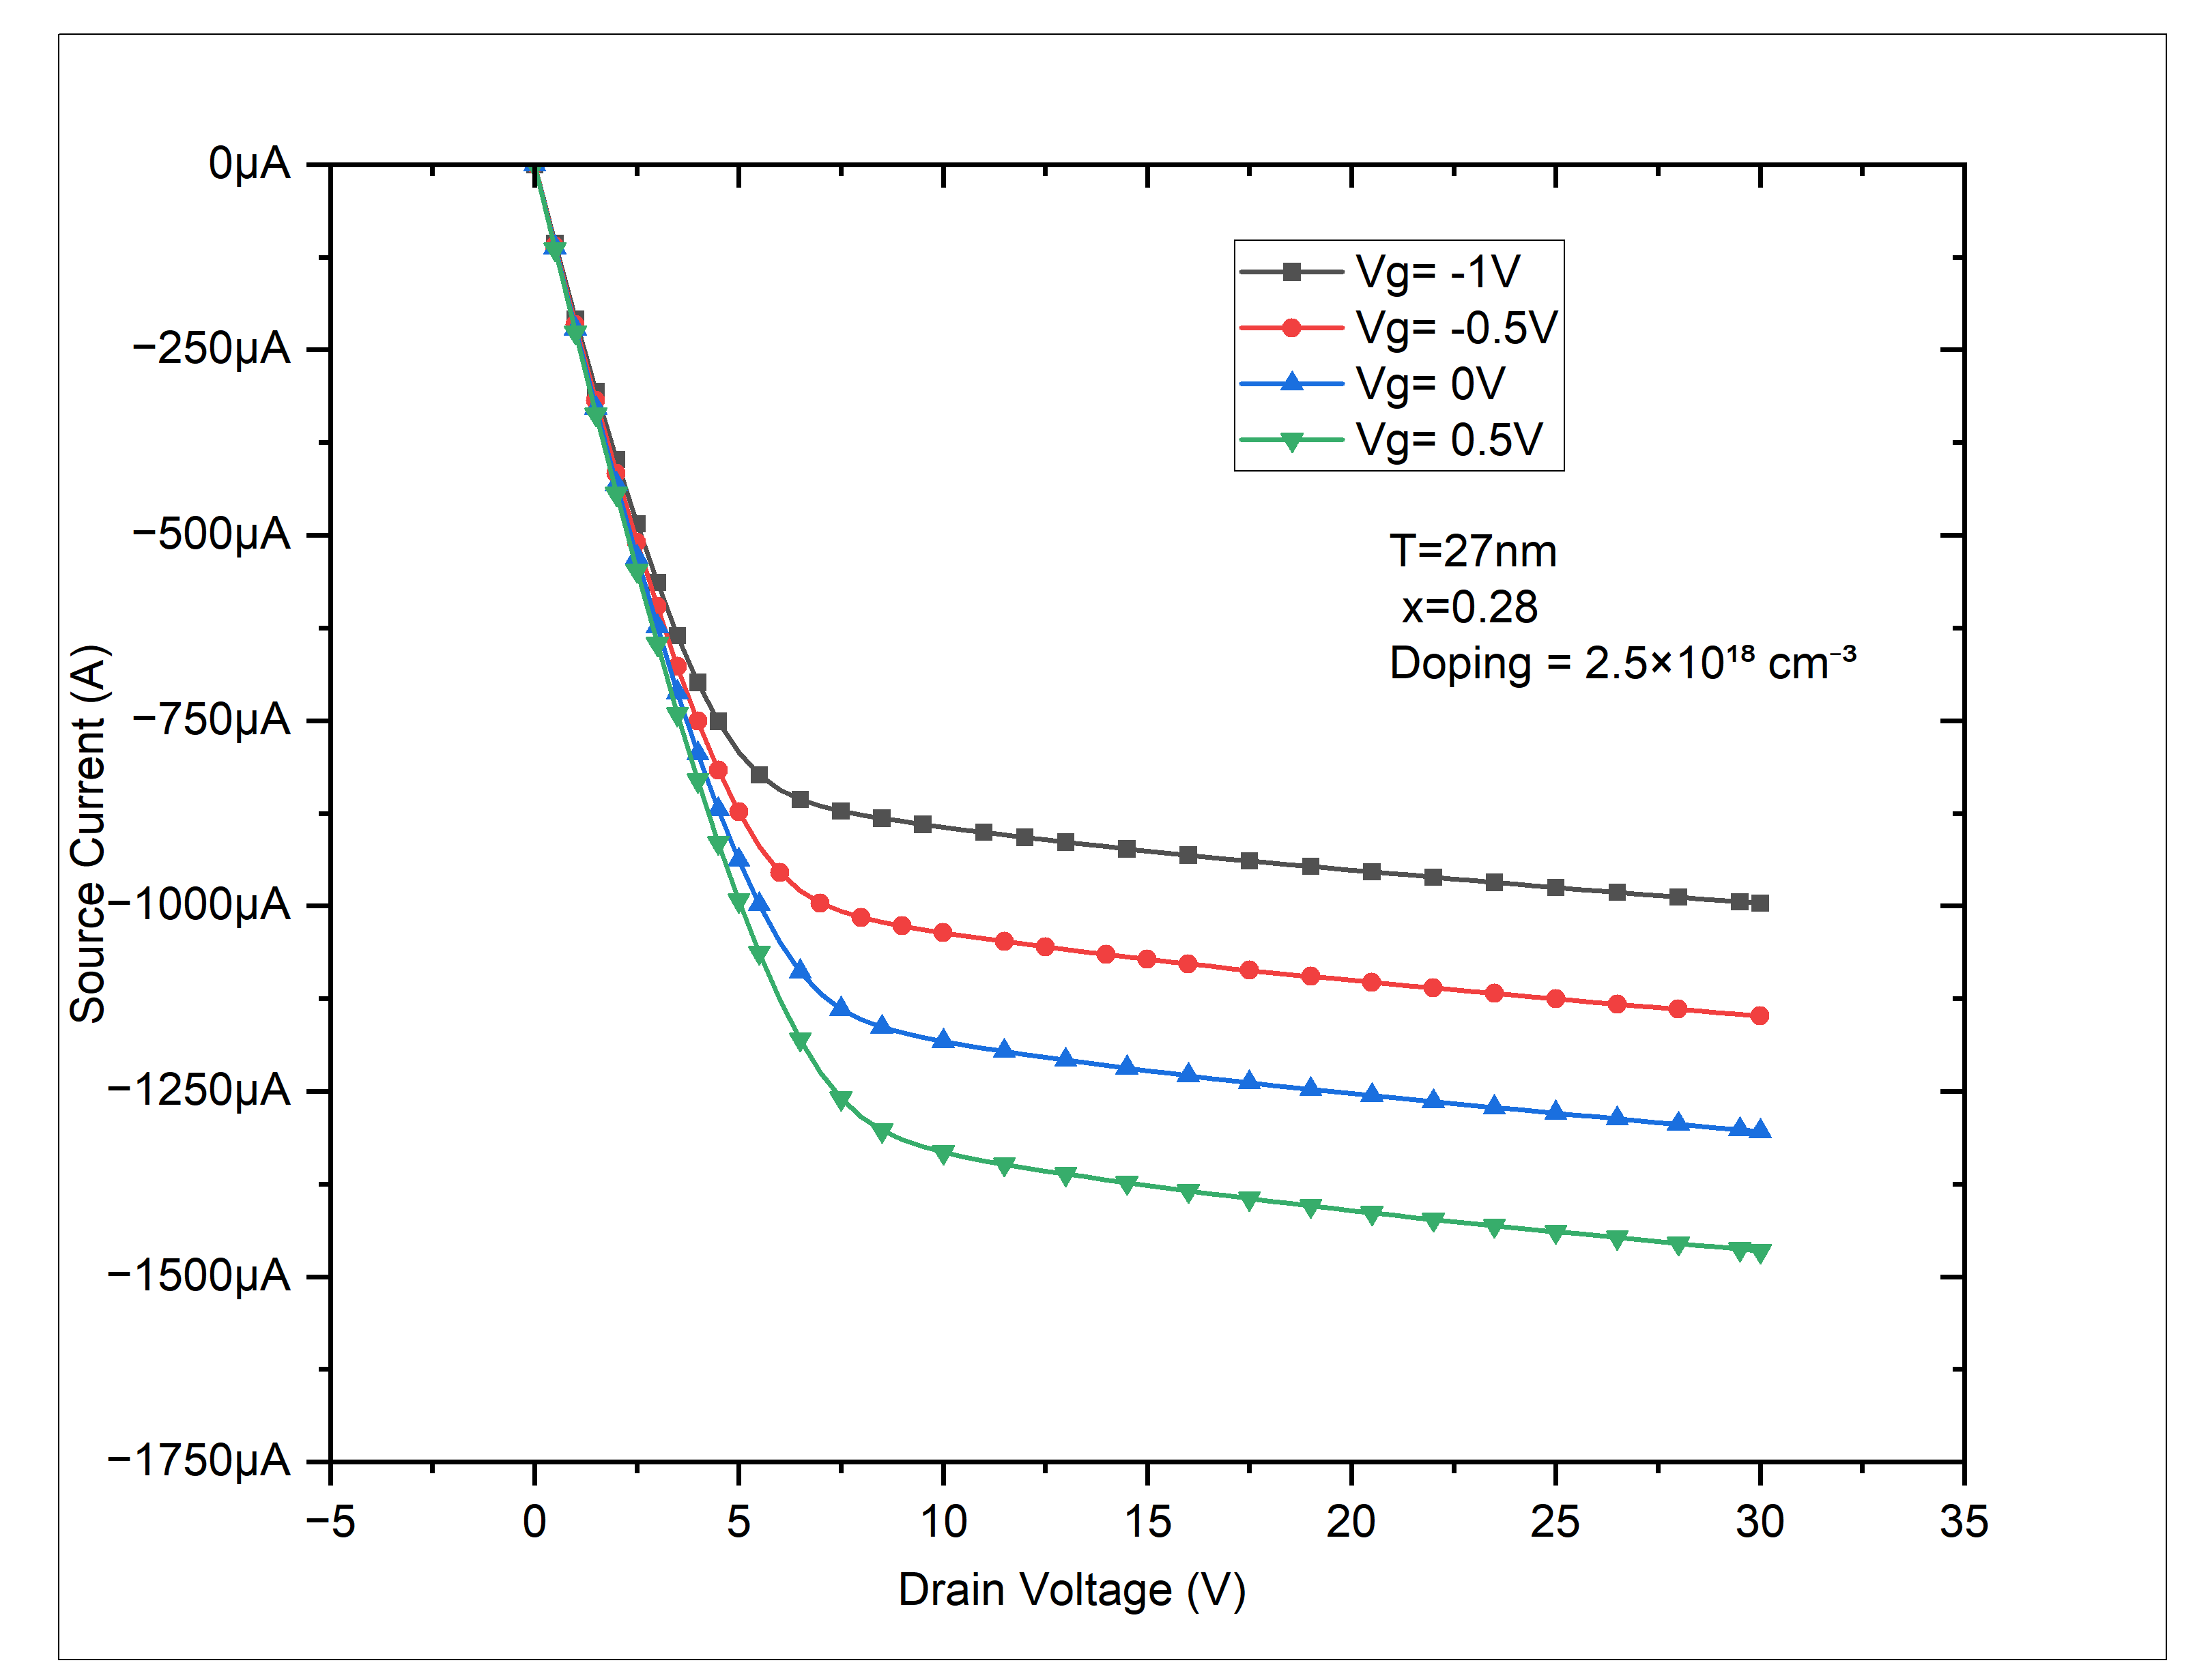 0µA
−250µA
−500µA
−750µA
−1000µA
−1250µA
−1500µA
−1750µA
Source Current (A)
Vg= -1V
Vg= -0.5V
Vg= 0V
Vg= 0.5V
T=27nm
x=0.28
Doping = 2.5×10¹⁸ cm⁻³
−5 0 5 10 15 20 25 30 35
Drain Voltage (V)